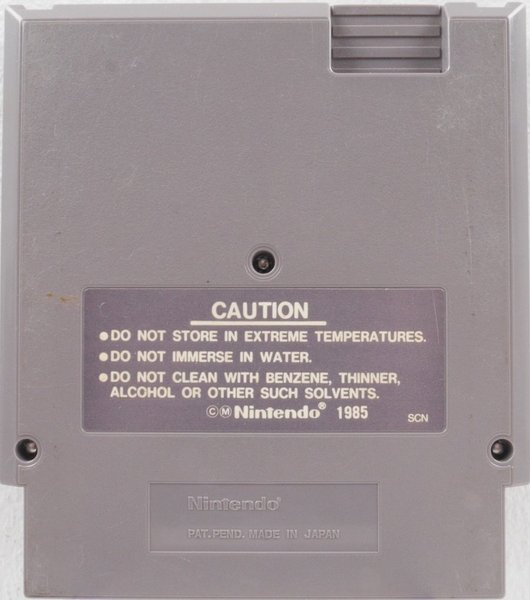 CAUTION
●DO NOT STORE IN EXTREME TEMPERATURES.
●DO NOT IMMERSE IN WATER.
●DO NOT CLEAN WITH BENZENE, THINNER,
ALCOHOL OR OTHER SUCH SOLVENTS.
©Ⓜ Nintendo® 1985
SCN
Nintendo®
PAT. PEND. MADE IN JAPAN